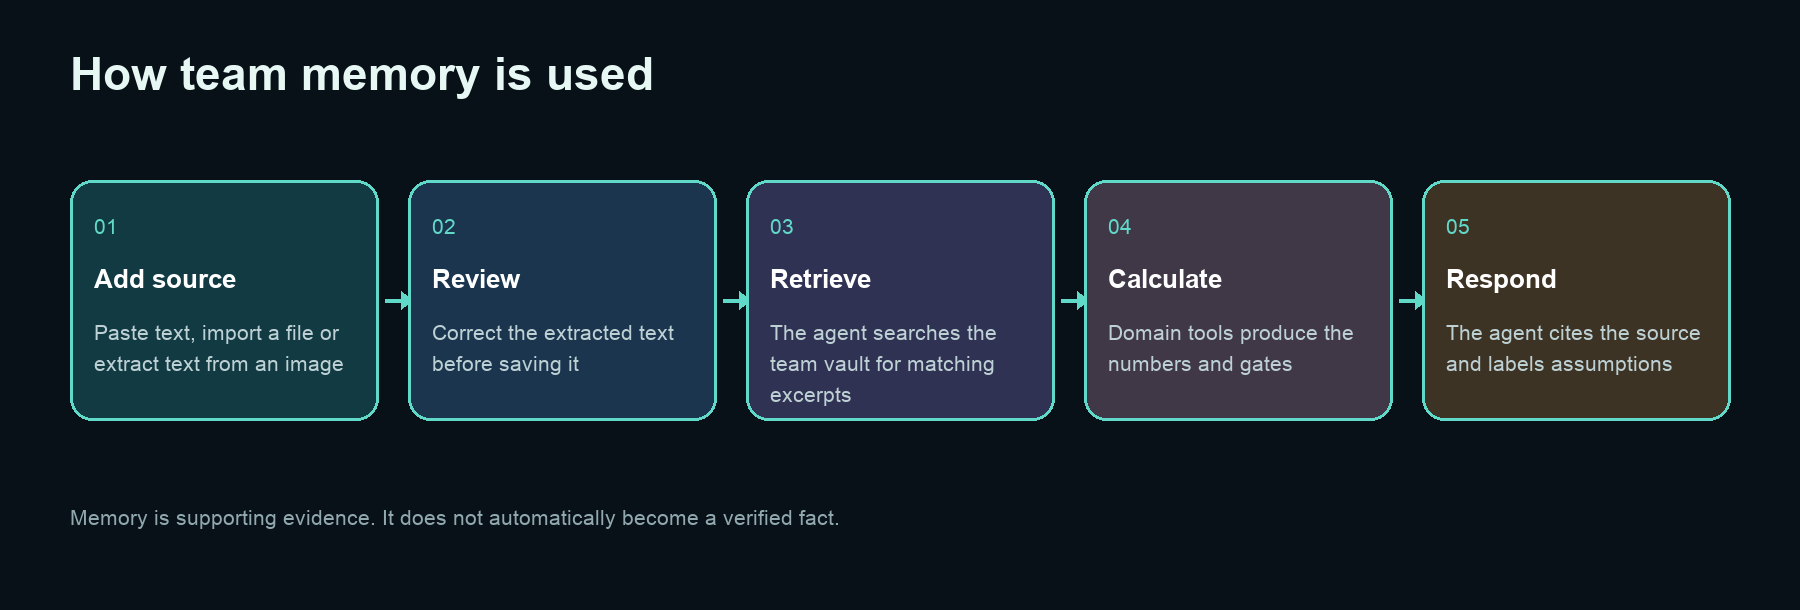 How team memory is used
01
Add source
Paste text, import a file or
extract text from an image
02
Review
Correct the extracted text
before saving it
03
Retrieve
The agent searches the
team vault for matching
excerpts
04
Calculate
Domain tools produce the
numbers and gates
05
Respond
The agent cites the source
and labels assumptions
Memory is supporting evidence. It does not automatically become a verified fact.